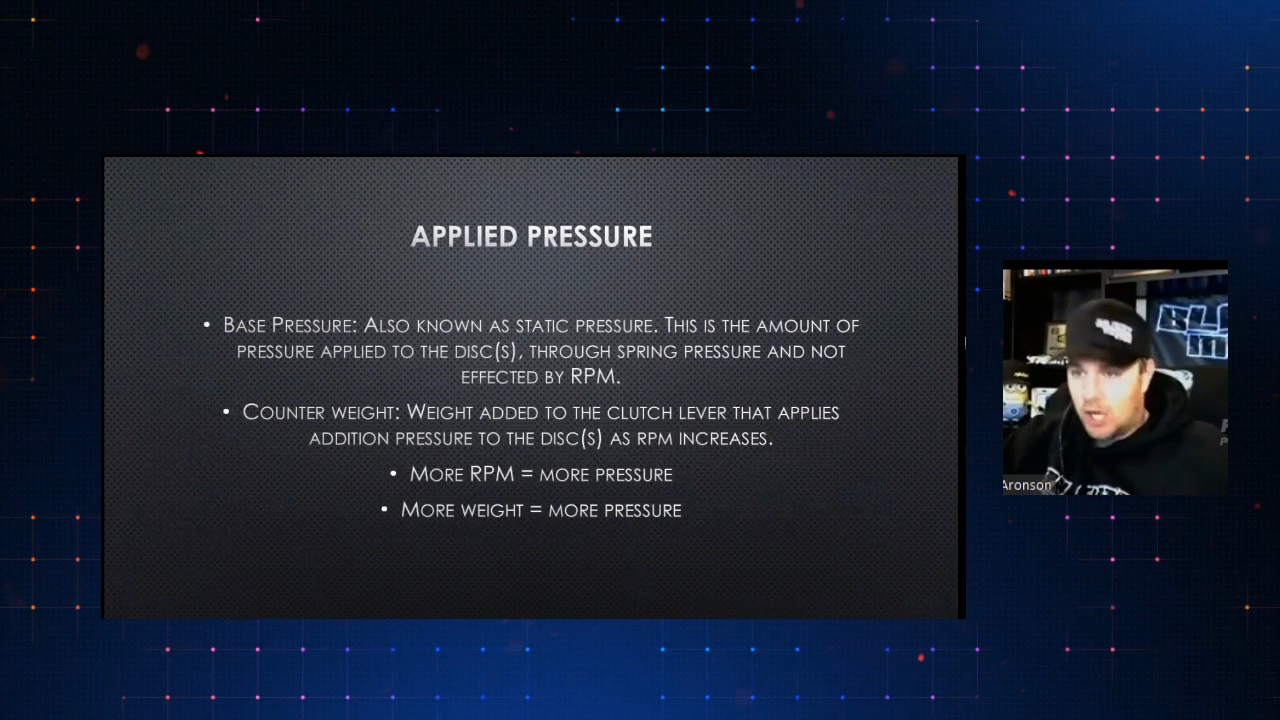 APPLIED PRESSURE
• BASE PRESSURE: ALSO KNOWN AS STATIC PRESSURE. THIS IS THE AMOUNT OF
PRESSURE APPLIED TO THE DISC(S), THROUGH SPRING PRESSURE AND NOT
EFFECTED BY RPM.
• COUNTER WEIGHT: WEIGHT ADDED TO THE CLUTCH LEVER THAT APPLIES
ADDITION PRESSURE TO THE DISC(S) AS RPM INCREASES.
• MORE RPM = MORE PRESSURE
• MORE WEIGHT = MORE PRESSURE
Aronson